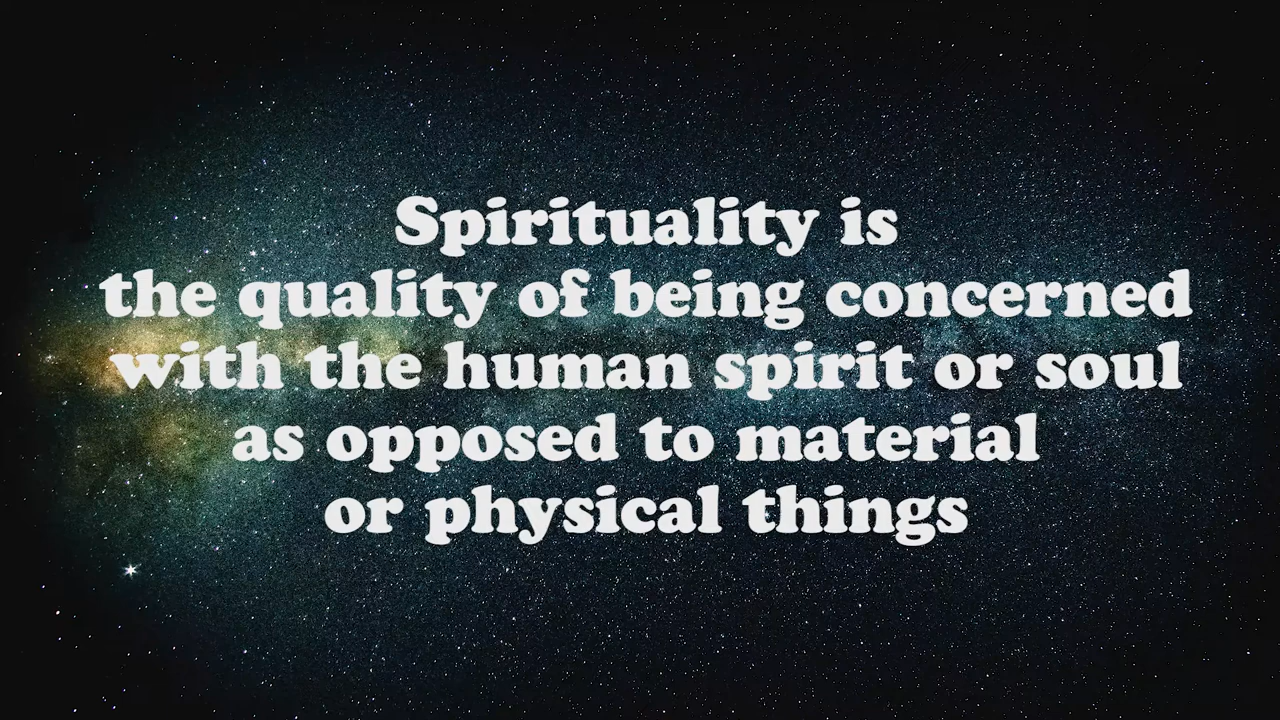 Spirituality is
the quality of being concerned
with the human spirit or soul
as opposed to material
or physical things